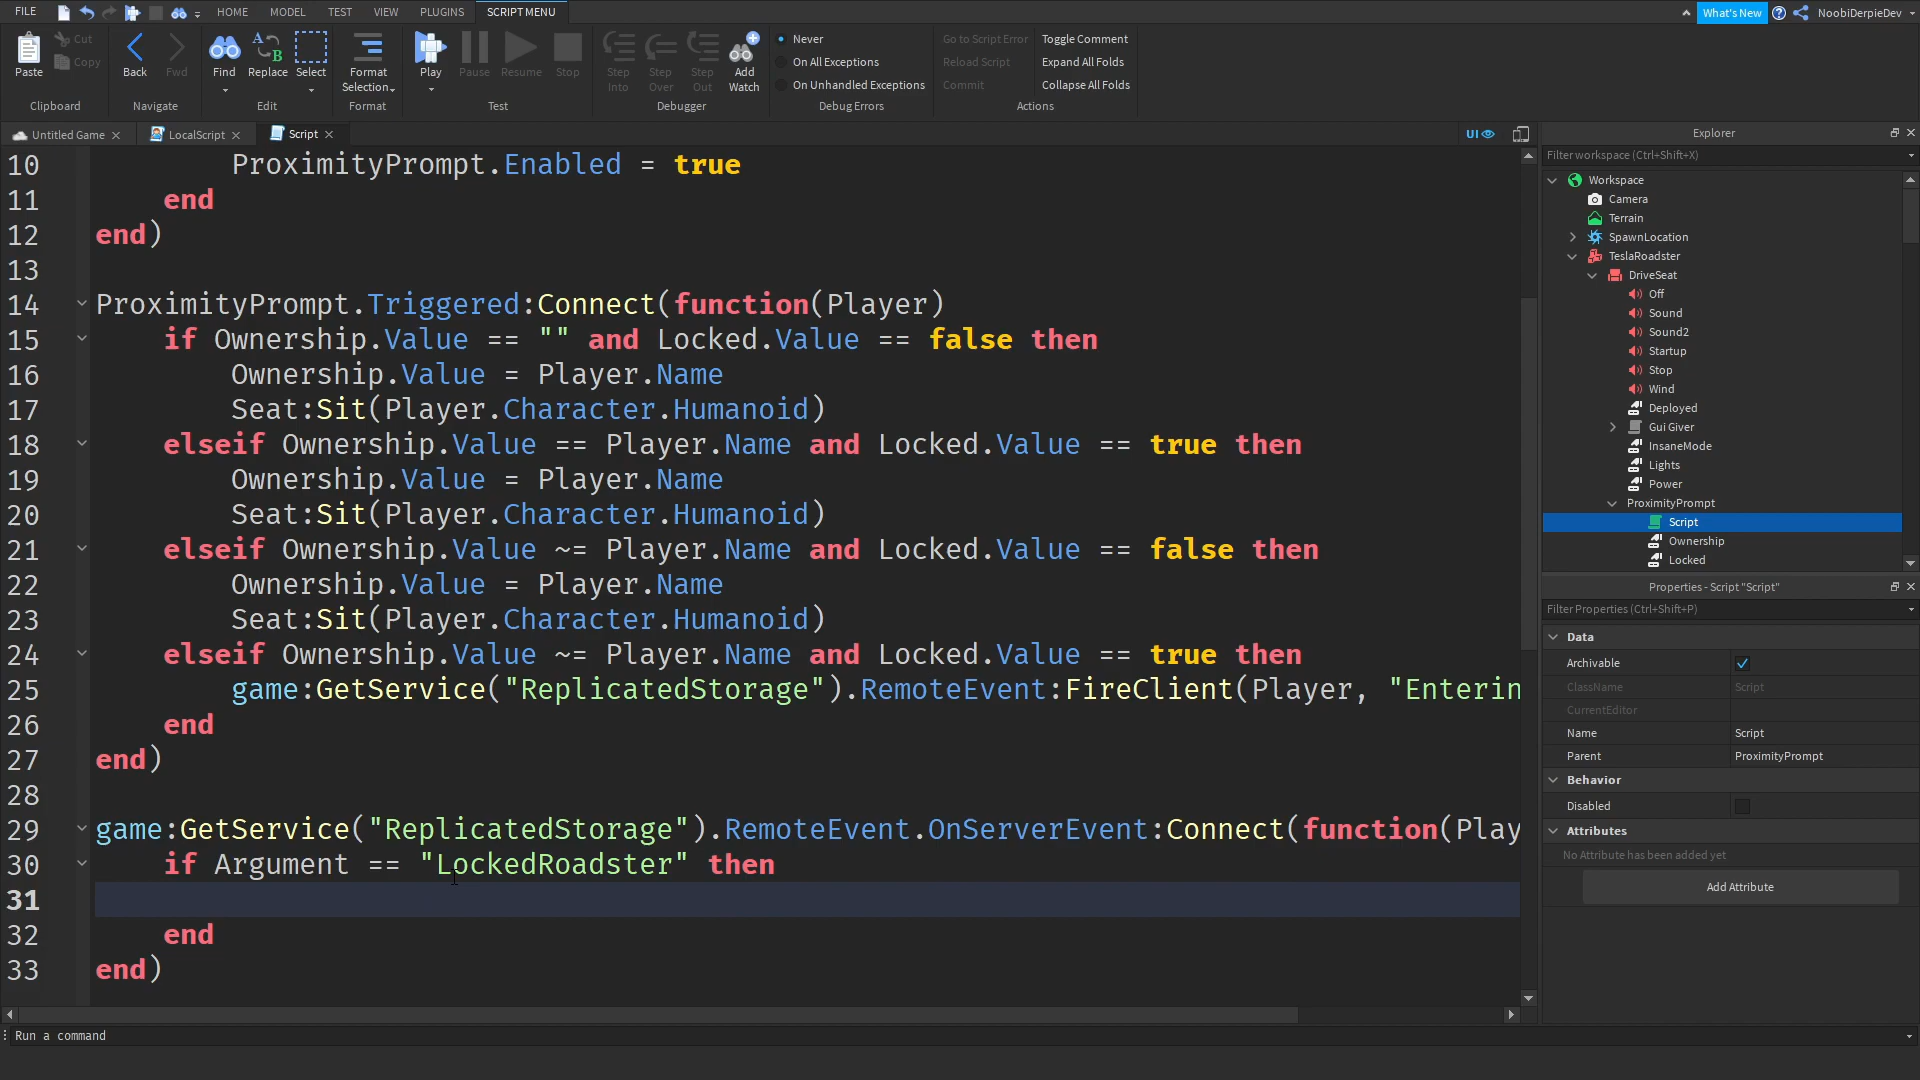 FILE
HOME
MODEL
TEST
VIEW
PLUGINS
SCRIPT MENU
What's New
NoobiDerpieDev
Paste
Cut
Copy
Clipboard
Back
Fwd
Navigate
Find
Replace
Select
Edit
Format
Selection
Format
Play
Pause
Resume
Stop
Test
Step
Into
Step
Over
Step
Out
Add
Watch
Debugger
Never
On All Exceptions
On Unhandled Exceptions
Debug Errors
Go to Script Error
Reload Script
Commit
Toggle Comment
Expand All Folds
Collapse All Folds
Actions
Untitled Game
LocalScript
Script
UI
10 ProximityPrompt.Enabled = true
11 end
12 end)
13
14 ProximityPrompt.Triggered:Connect(function(Player)
15 if Ownership.Value == "" and Locked.Value == false then
16 Ownership.Value = Player.Name
17 Seat:Sit(Player.Character.Humanoid)
18 elseif Ownership.Value == Player.Name and Locked.Value == true then
19 Ownership.Value = Player.Name
20 Seat:Sit(Player.Character.Humanoid)
21 elseif Ownership.Value ~= Player.Name and Locked.Value == false then
22 Ownership.Value = Player.Name
23 Seat:Sit(Player.Character.Humanoid)
24 elseif Ownership.Value ~= Player.Name and Locked.Value == true then
25 game:GetService("ReplicatedStorage").RemoteEvent:FireClient(Player, "Enterin
26 end
27 end)
28
29 game:GetService("ReplicatedStorage").RemoteEvent.OnServerEvent:Connect(function(Play
30 if Argument == "LockedRoadster" then
31
32 end
33 end)
Run a command
Explorer
Filter workspace (Ctrl+Shift+X)
Workspace
Camera
Terrain
SpawnLocation
TeslaRoadster
DriveSeat
Off
Sound
Sound2
Startup
Stop
Wind
Deployed
Gui Giver
InsaneMode
Lights
Power
ProximityPrompt
Script
Ownership
Locked
Properties - Script "Script"
Filter Properties (Ctrl+Shift+P)
Data
Archivable
ClassName Script
CurrentEditor
Name Script
Parent ProximityPrompt
Behavior
Disabled
Attributes
No Attribute has been added yet
Add Attribute